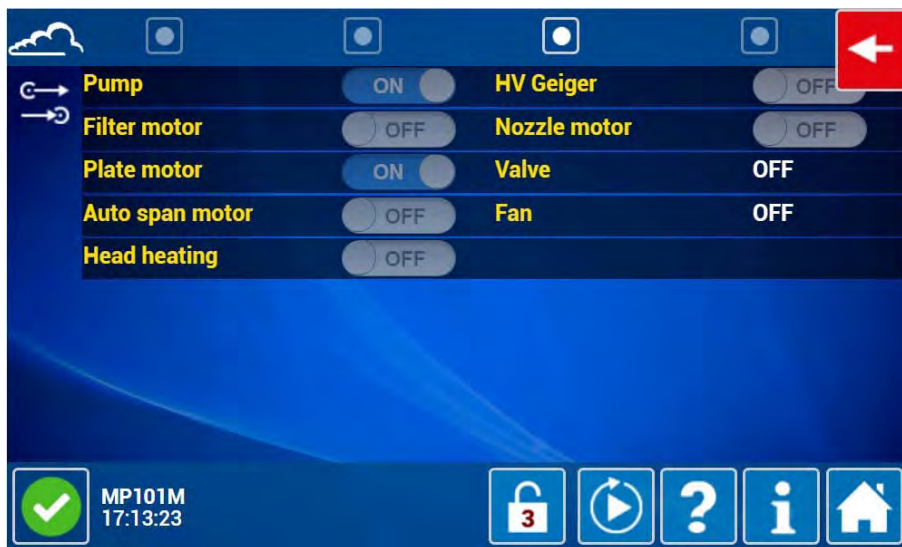 Pump ON HV Geiger OFF
Filter motor OFF Nozzle motor OFF
Plate motor ON Valve OFF
Auto span motor OFF Fan OFF
Head heating OFF
MP101M
17:13:23
3
?
i